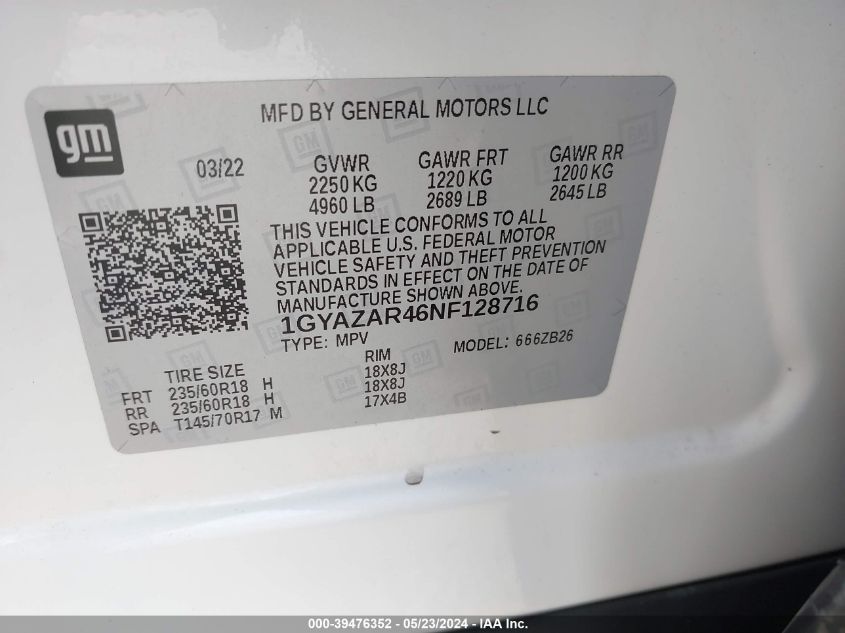 gm
MFD BY GENERAL MOTORS LLC
03/22
GVWR
2250 KG
4960 LB
GAWR FRT
1220 KG
2689 LB
GAWR RR
1200 KG
2645 LB
THIS VEHICLE CONFORMS TO ALL
APPLICABLE U.S. FEDERAL MOTOR
VEHICLE SAFETY AND THEFT PREVENTION
STANDARDS IN EFFECT ON THE DATE OF
MANUFACTURE SHOWN ABOVE.
1GYAZAR46NF128716
TYPE: MPV MODEL: 666ZB26
TIRE SIZE RIM
FRT 235/60R18 H 18X8J
RR 235/60R18 H 18X8J
SPA T145/70R17 M 17X4B
000-39476352 - 05/23/2024 - IAA Inc.